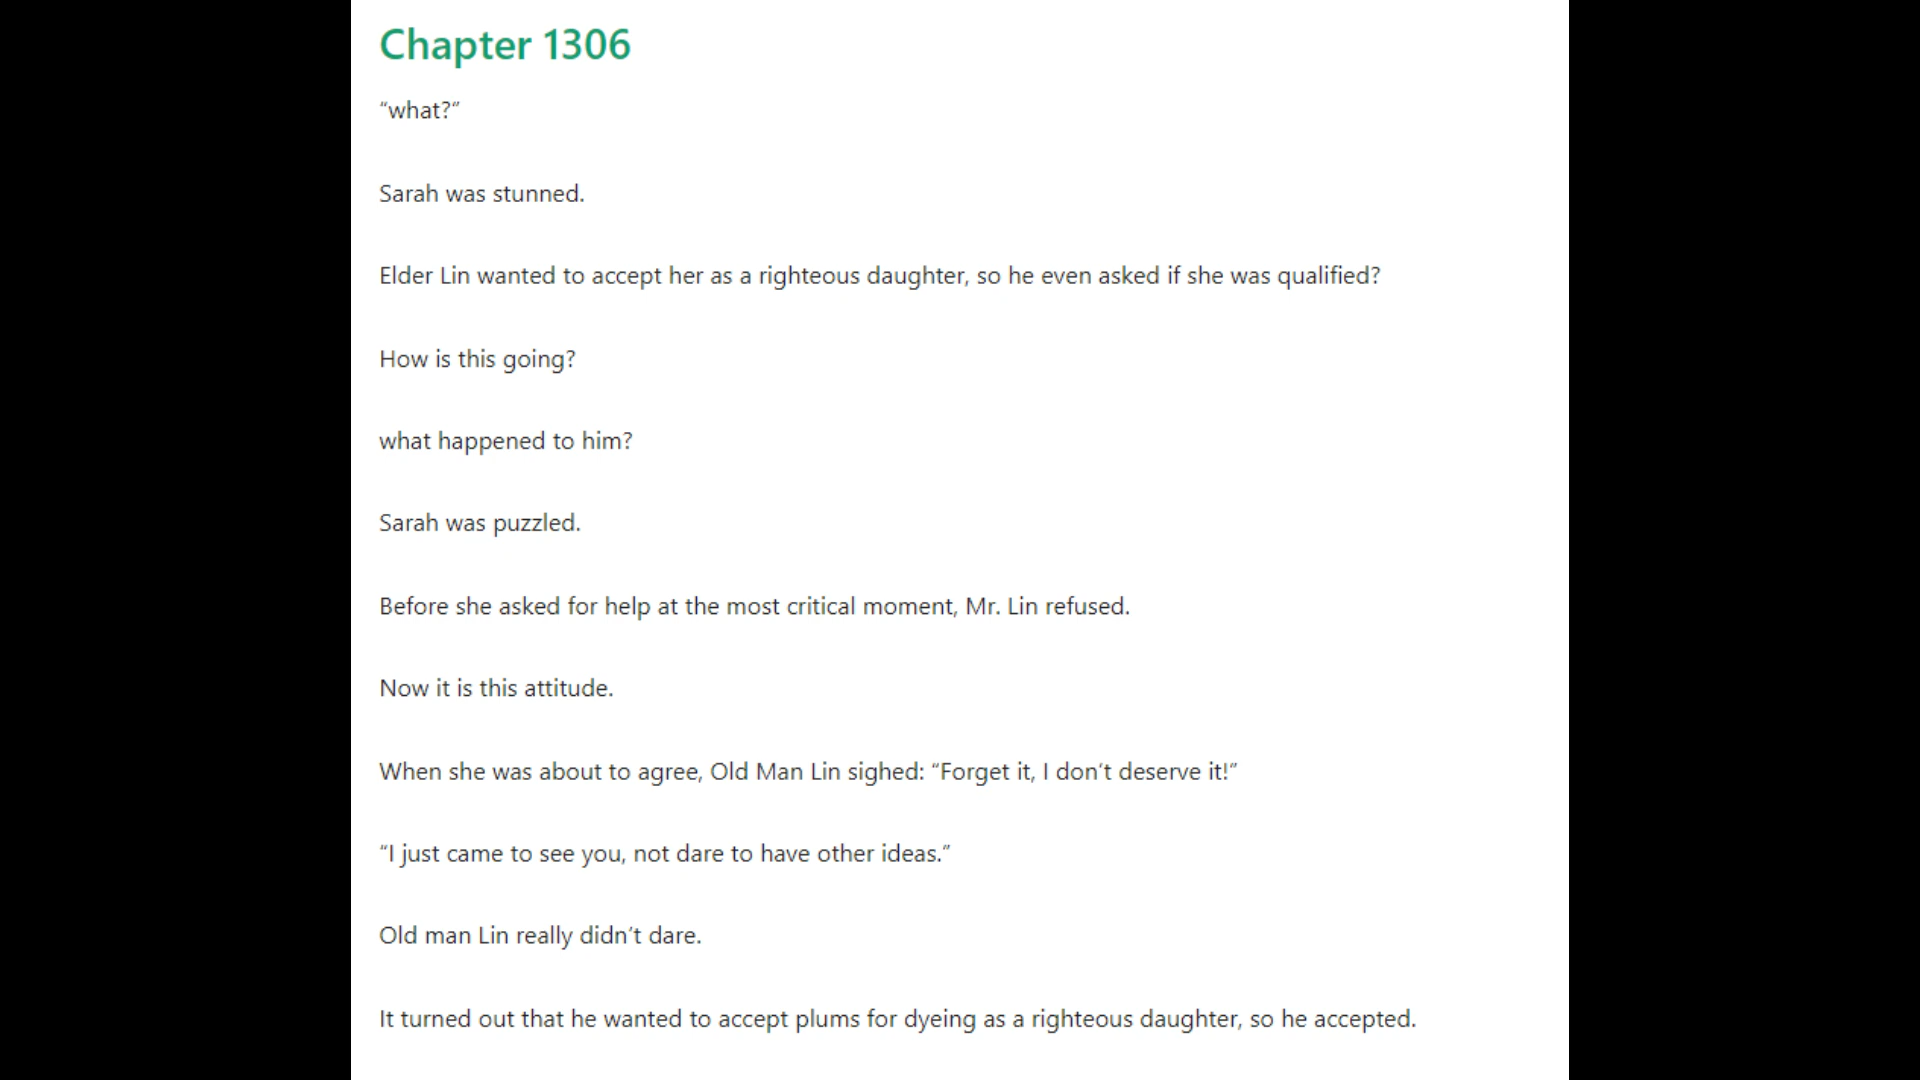 Chapter 1306
“what?”
Sarah was stunned.
Elder Lin wanted to accept her as a righteous daughter, so he even asked if she was qualified?
How is this going?
what happened to him?
Sarah was puzzled.
Before she asked for help at the most critical moment, Mr. Lin refused.
Now it is this attitude.
When she was about to agree, Old Man Lin sighed: “Forget it, I don’t deserve it!”
“I just came to see you, not dare to have other ideas.”
Old man Lin really didn’t dare.
It turned out that he wanted to accept plums for dyeing as a righteous daughter, so he accepted.